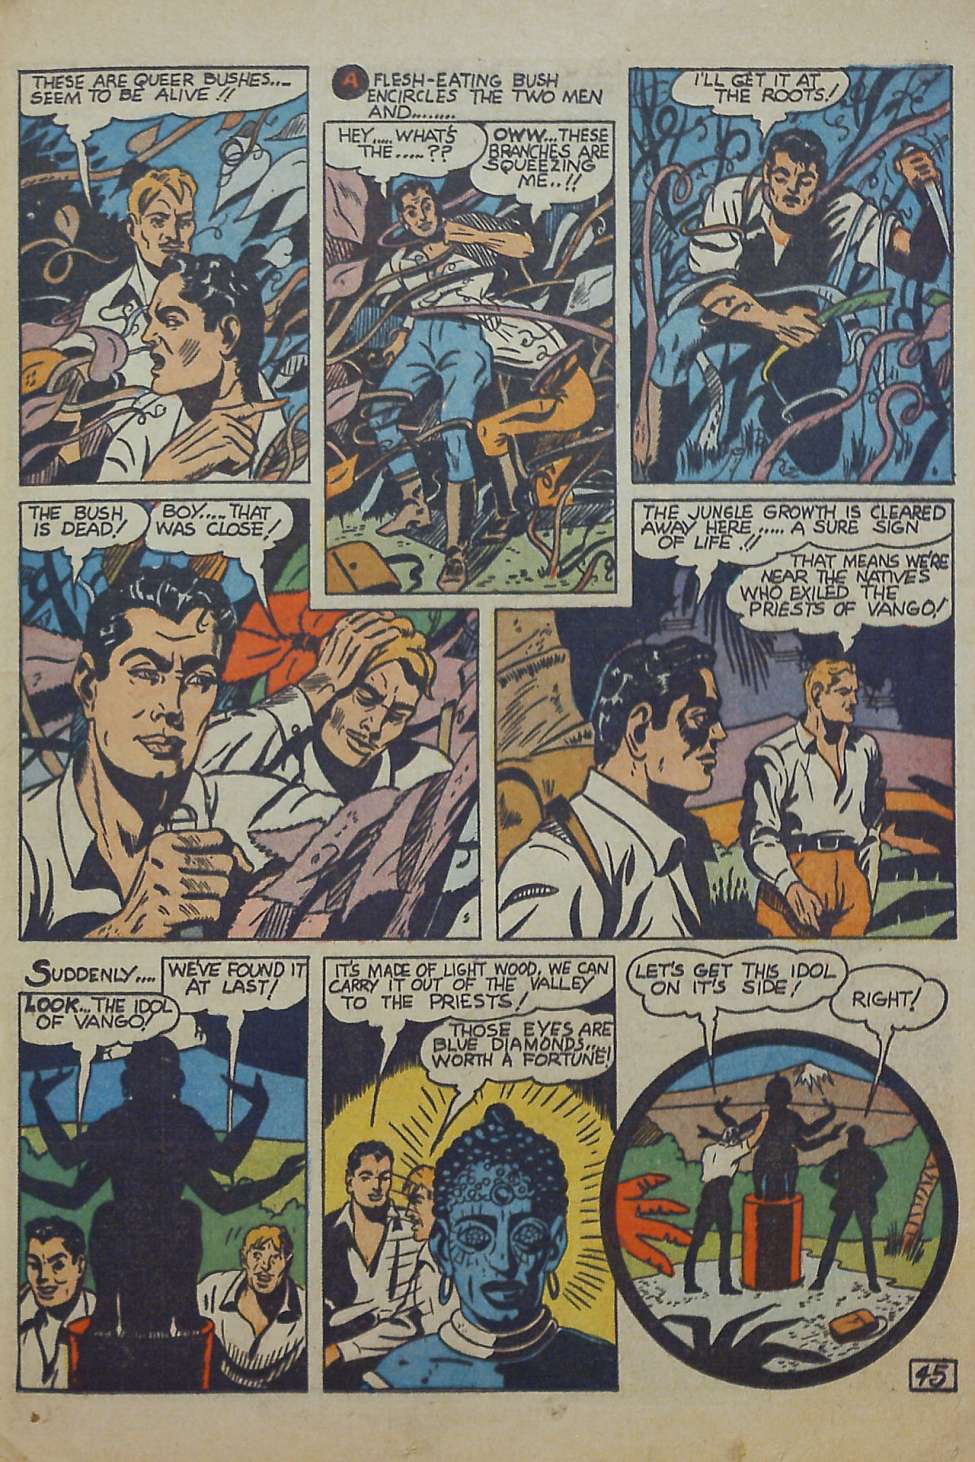 THESE ARE QUEER BUSHES....
SEEM TO BE ALIVE!!
A FLESH-EATING BUSH
ENCIRCLES THE TWO MEN
AND........
HEY,.... WHAT'S
THE.....??
OWW...THESE
BRANCHES ARE
SQUEEZING
ME..!!
I'LL GET IT AT
THE ROOTS!
THE BUSH
IS DEAD!
BOY.....THAT
WAS CLOSE!
THE JUNGLE GROWTH IS CLEARED
AWAY HERE ..... A SURE SIGN
OF LIFE.!!
THAT MEANS WE'RE
NEAR THE NATIVES
WHO EXILED THE
PRIESTS OF VANGO!
SUDDENLY....
LOOK...THE IDOL
OF VANGO!
WE'VE FOUND IT
AT LAST!
IT'S MADE OF LIGHT WOOD, WE CAN
CARRY IT OUT OF THE VALLEY
TO THE PRIESTS!
THOSE EYES ARE
BLUE DIAMONDS....
WORTH A FORTUNE!
LET'S GET THIS IDOL
ON IT'S SIDE!
RIGHT!
45